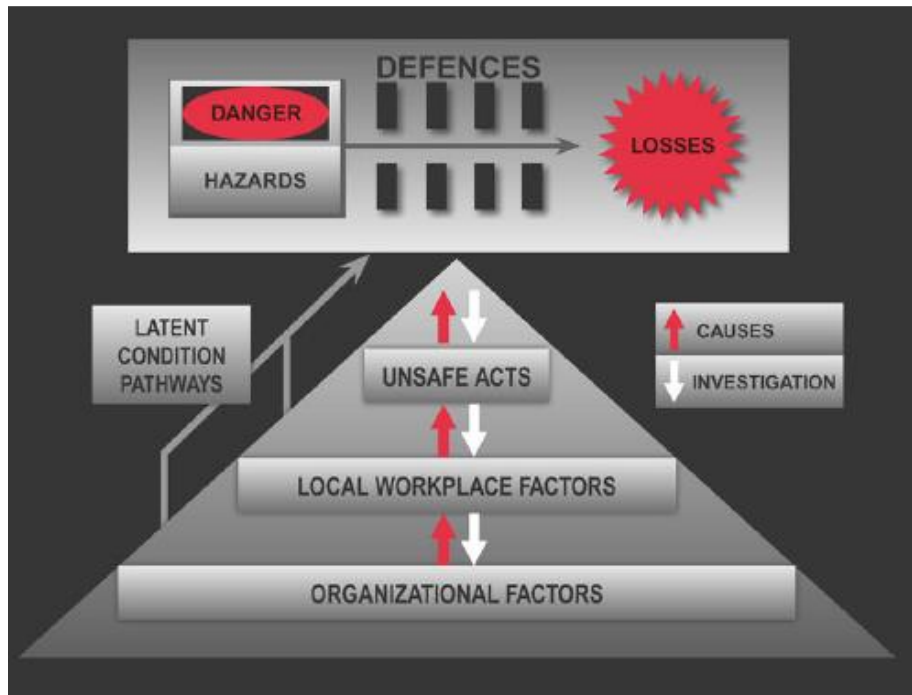 DEFENCES
DANGER
HAZARDS
LOSSES
LATENT
CONDITION
PATHWAYS
CAUSES
INVESTIGATION
UNSAFE ACTS
LOCAL WORKPLACE FACTORS
ORGANIZATIONAL FACTORS